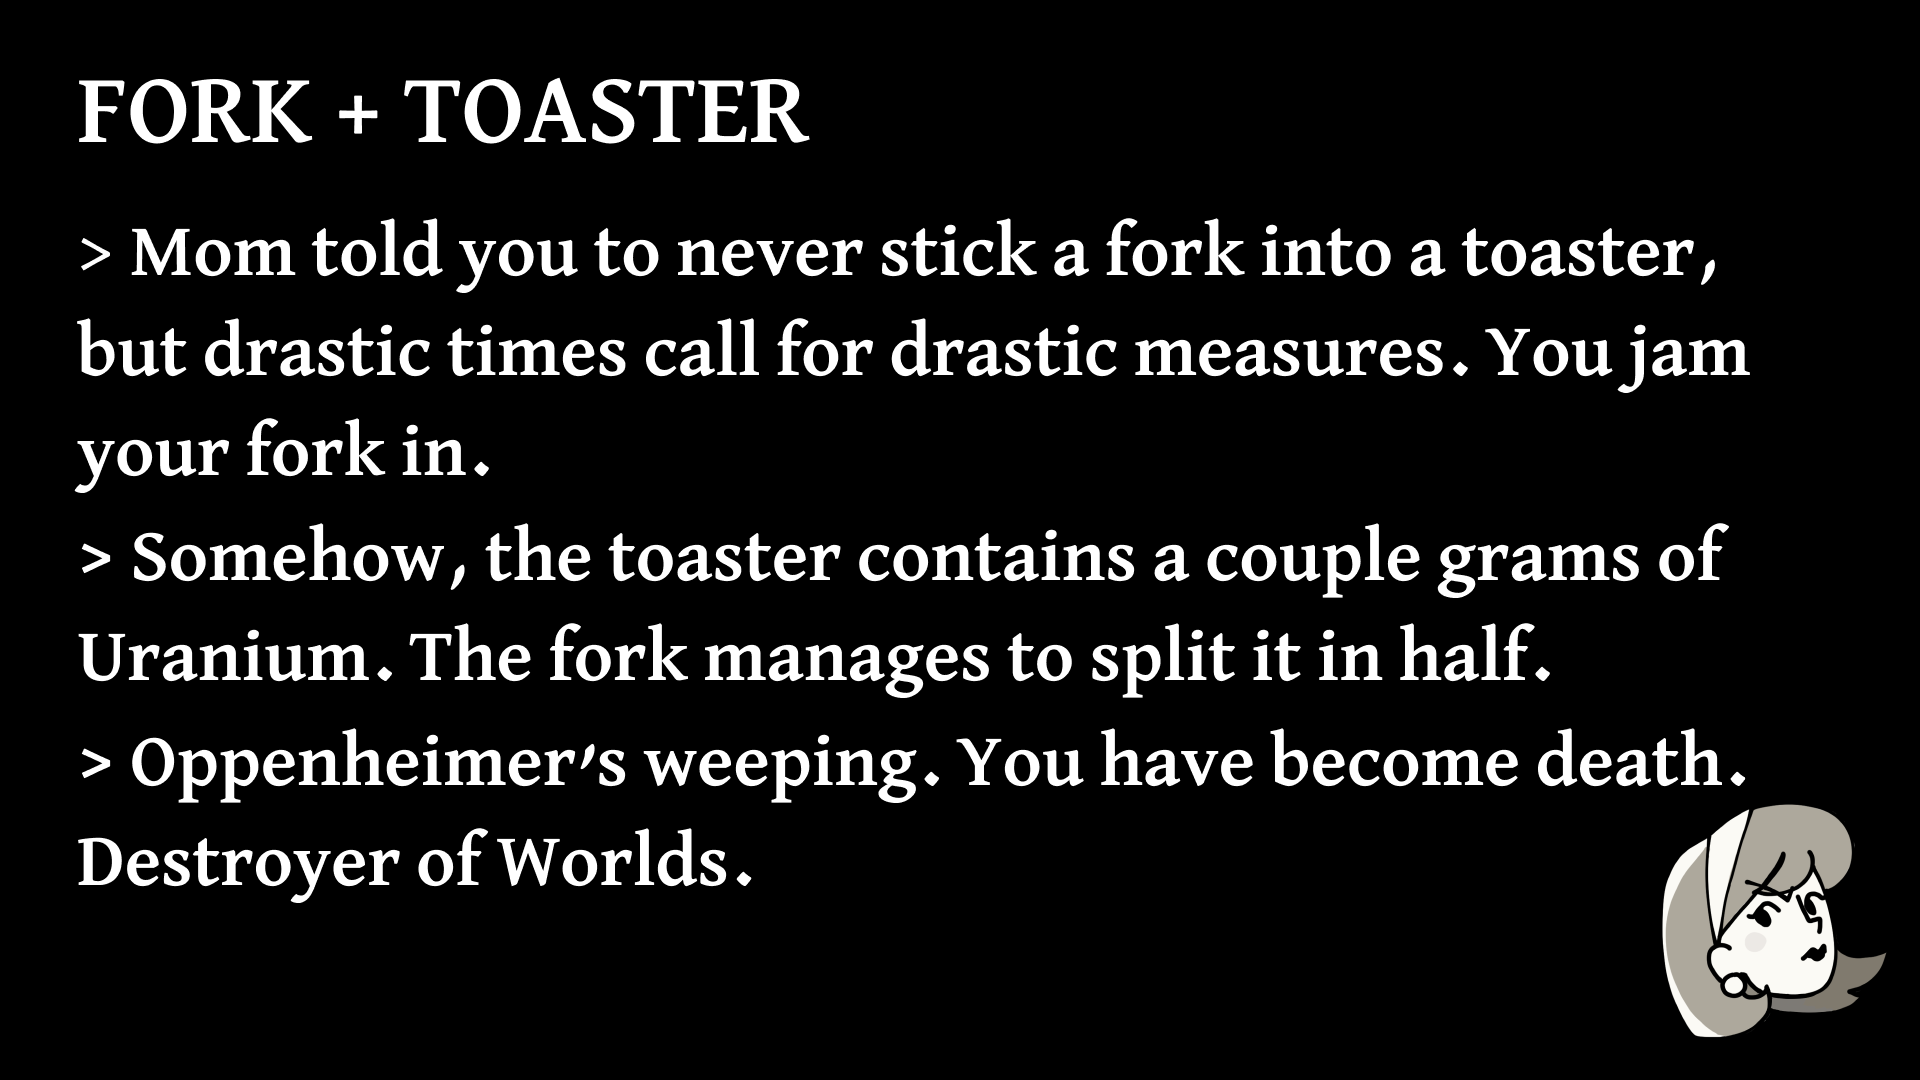 FORK + TOASTER
> Mom told you to never stick a fork into a toaster,
but drastic times call for drastic measures. You jam
your fork in.
> Somehow, the toaster contains a couple grams of
Uranium. The fork manages to split it in half.
> Oppenheimer’s weeping. You have become death.
Destroyer of Worlds.